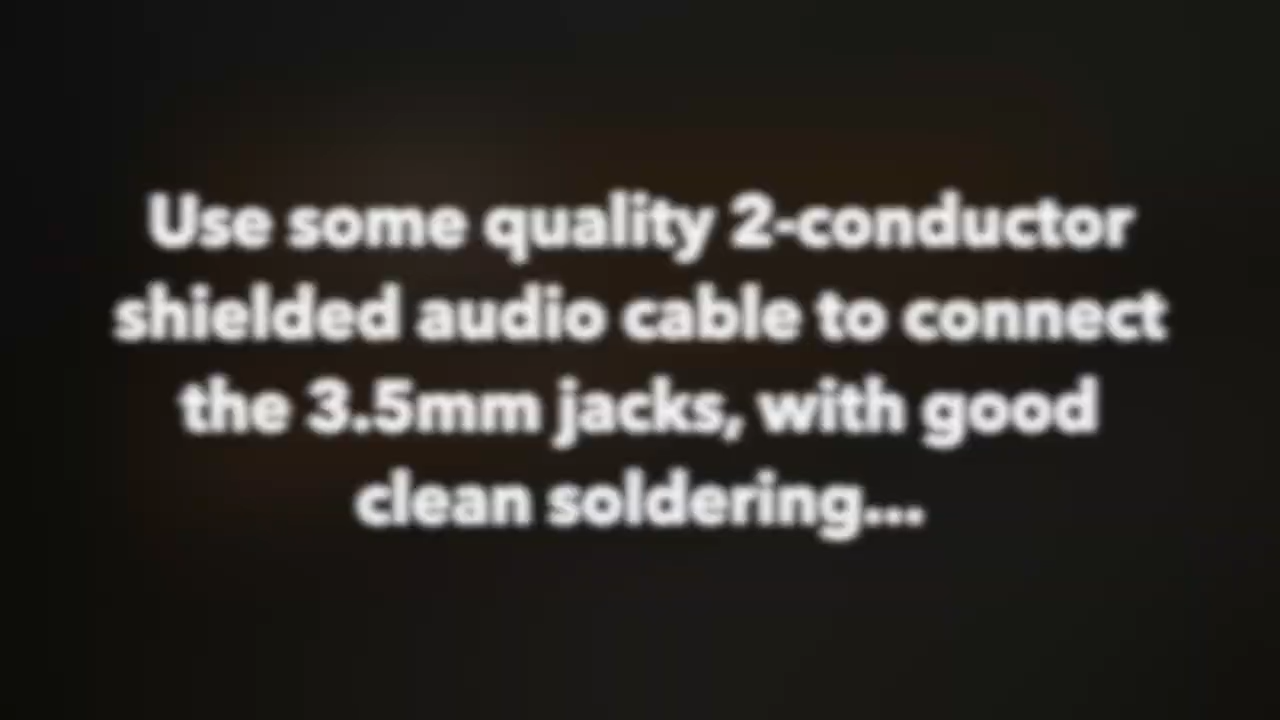 Use some quality 2-conductor
shielded audio cable to connect
the 3.5mm jacks, with good
clean soldering...